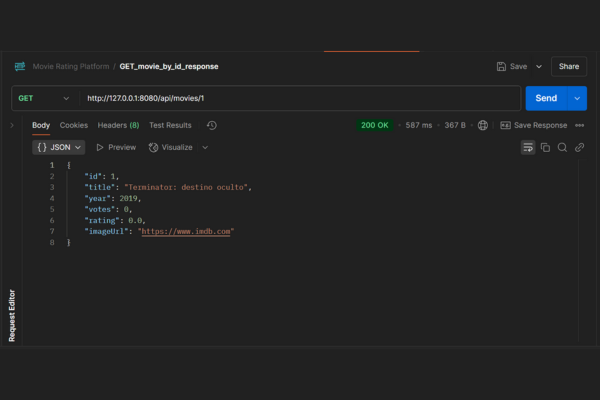 Movie Rating Platform / GET_movie_by_id_response
Save
Share
GET http://127.0.0.1:8080/api/movies/1
Send
Body Cookies Headers (8) Test Results
200 OK • 587 ms • 367 B •
Save Response
{} JSON Preview Visualize
1 {
2 "id": 1,
3 "title": "Terminator: destino oculto",
4 "year": 2019,
5 "votes": 0,
6 "rating": 0.0,
7 "imageUrl": "https://www.imdb.com"
8 }
Request Editor